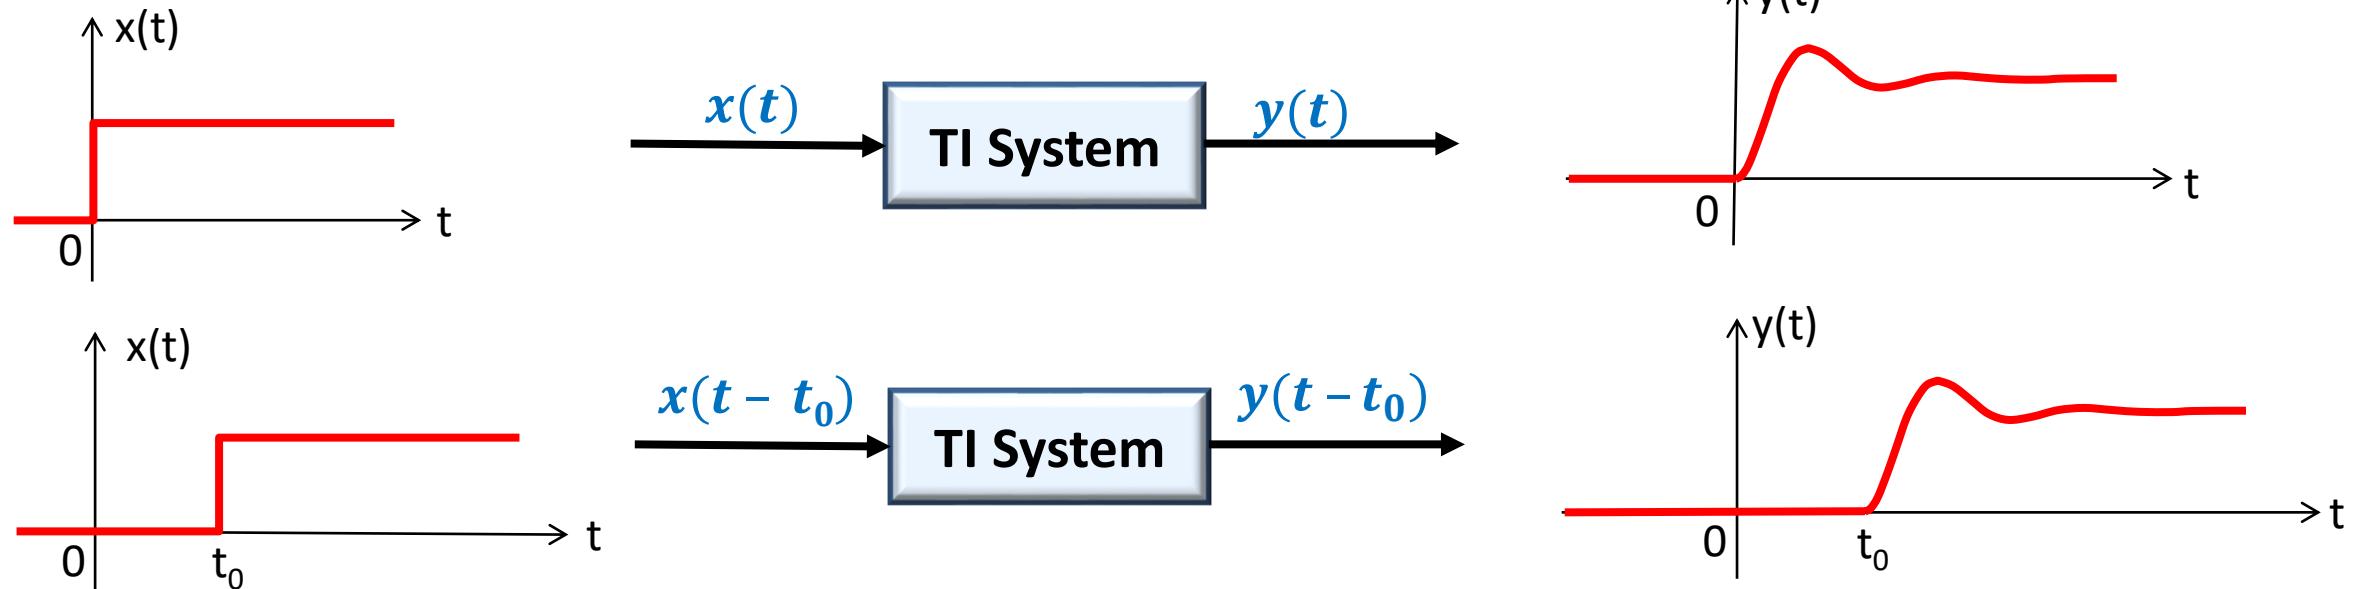 x(t)
x(t)
TI System
y(t)
y(t)
t
0
t
0
x(t)
x(t − t₀)
TI System
y(t − t₀)
y(t)
t
0
t₀
t
0
t₀